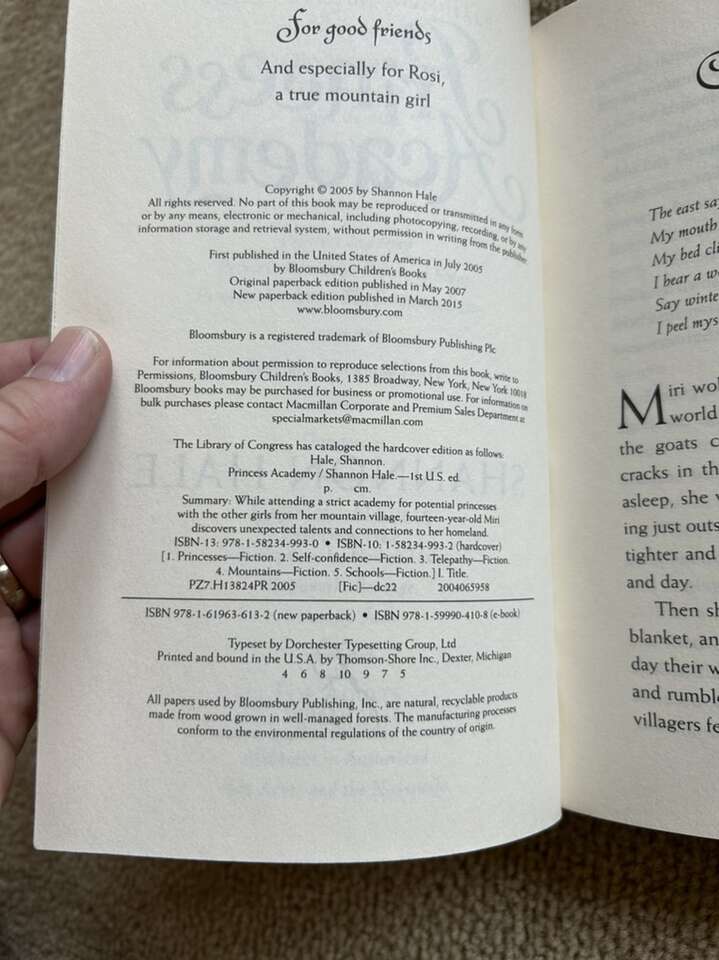 For good friends
And especially for Rosi,
a true mountain girl
Copyright © 2005 by Shannon Hale
All rights reserved. No part of this book may be reproduced or transmitted in any form
or by any means, electronic or mechanical, including photocopying, recording, or by any
information storage and retrieval system, without permission in writing from the publisher.
First published in the United States of America in July 2005
by Bloomsbury Children's Books
Original paperback edition published in May 2007
New paperback edition published in March 2015
www.bloomsbury.com
Bloomsbury is a registered trademark of Bloomsbury Publishing Plc
For information about permission to reproduce selections from this book, write to
Permissions, Bloomsbury Children's Books, 1385 Broadway, New York, New York 10018
Bloomsbury books may be purchased for business or promotional use. For information on
bulk purchases please contact Macmillan Corporate and Premium Sales Department at
specialmarkets@macmillan.com
The Library of Congress has cataloged the hardcover edition as follows:
Hale, Shannon.
Princess Academy / Shannon Hale.—1st U.S. ed.
p. cm.
Summary: While attending a strict academy for potential princesses
with the other girls from her mountain village, fourteen-year-old Miri
discovers unexpected talents and connections to her homeland.
ISBN-13: 978-1-58234-993-0 • ISBN-10: 1-58234-993-2 (hardcover)
[1. Princesses—Fiction. 2. Self-confidence—Fiction. 3. Telepathy—Fiction.
4. Mountains—Fiction. 5. Schools—Fiction.] I. Title.
PZ7.H13824PR 2005 [Fic]—dc22 2004065958
ISBN 978-1-61963-613-2 (new paperback) • ISBN 978-1-59990-410-8 (e-book)
Typeset by Dorchester Typesetting Group, Ltd
Printed and bound in the U.S.A. by Thomson-Shore Inc., Dexter, Michigan
4 6 8 10 9 7 5
All papers used by Bloomsbury Publishing, Inc., are natural, recyclable products
made from wood grown in well-managed forests. The manufacturing processes
conform to the environmental regulations of the country of origin.
The east sa
My mouth
My bed cli
I hear a w
Say winte
I peel mys
Miri wo
world
the goats c
cracks in th
asleep, she
ing just outs
tighter and
and day.
Then sh
blanket, an
day their w
and rumbl
villagers fe